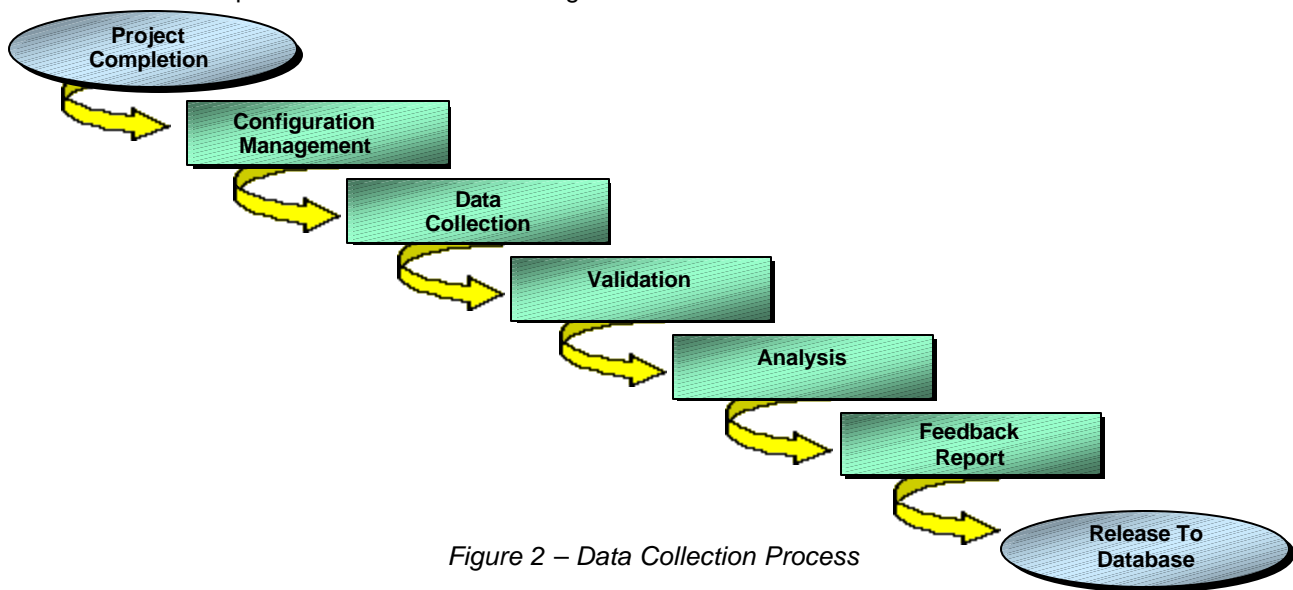 Project
Completion
Configuration
Management
Data
Collection
Validation
Analysis
Feedback
Report
Release To
Database
Figure 2 – Data Collection Process